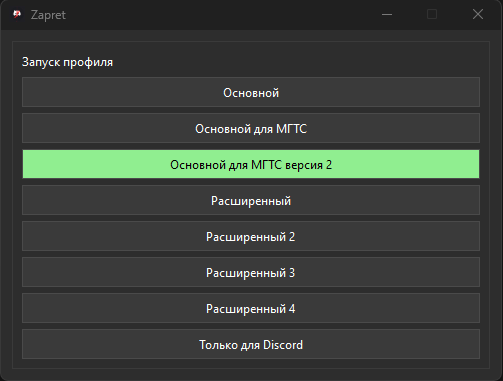 Zapret
Запуск профиля
Основной
Основной для МГТС
Основной для МГТС версия 2
Расширенный
Расширенный 2
Расширенный 3
Расширенный 4
Только для Discord